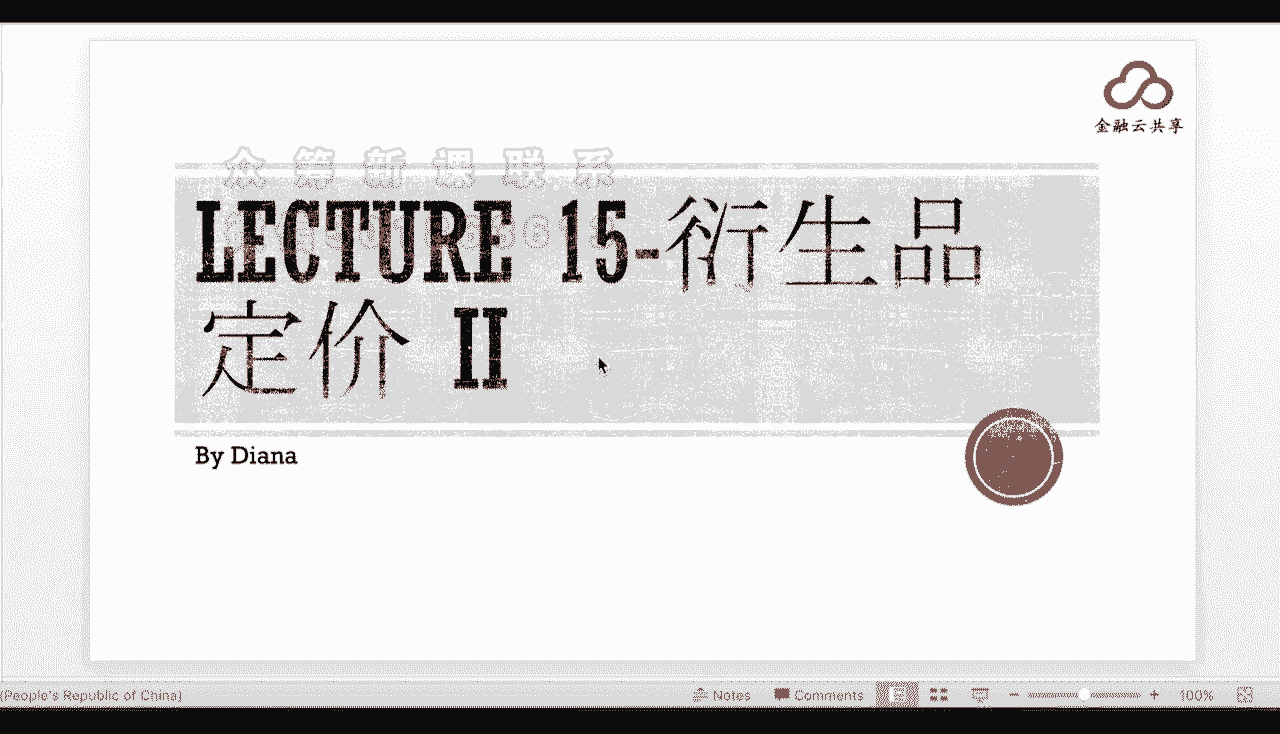 金融云共享
众筹新课联系
LECTURE 15-衍生品
定价 II
By Diana
(People's Republic of China)
Notes
Comments
100%